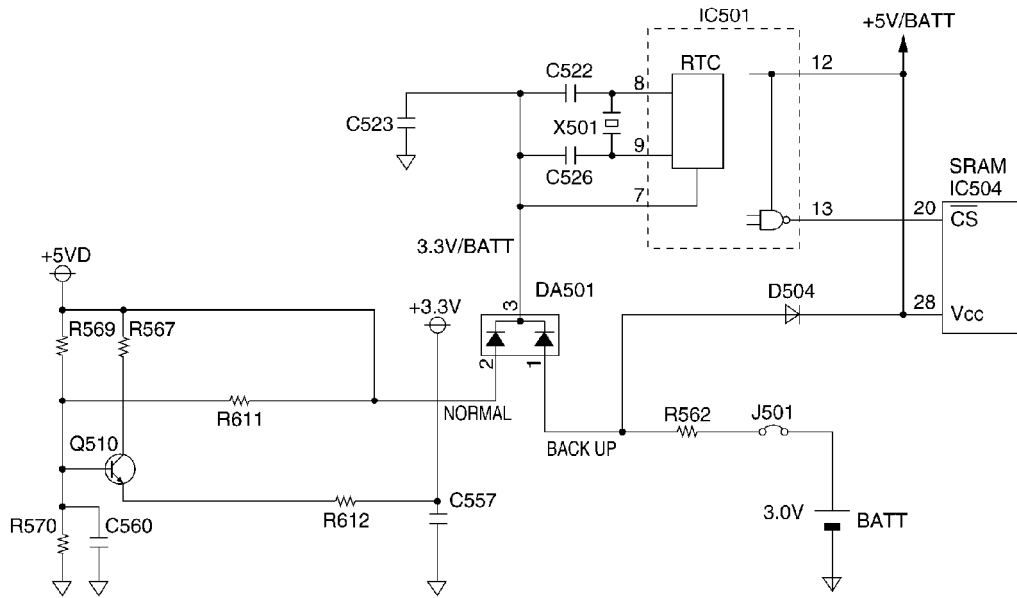 IC501
+5V/BATT
RTC
12
C522
8
C523
X501
9
C526
SRAM
IC504
7
13
20
CS
3.3V/BATT
+5VD
DA501
3
+3.3V
D504
28
Vcc
R569
R567
2
1
R611
NORMAL
R562
J501
BACK UP
Q510
C557
R570
C560
R612
3.0V
BATT